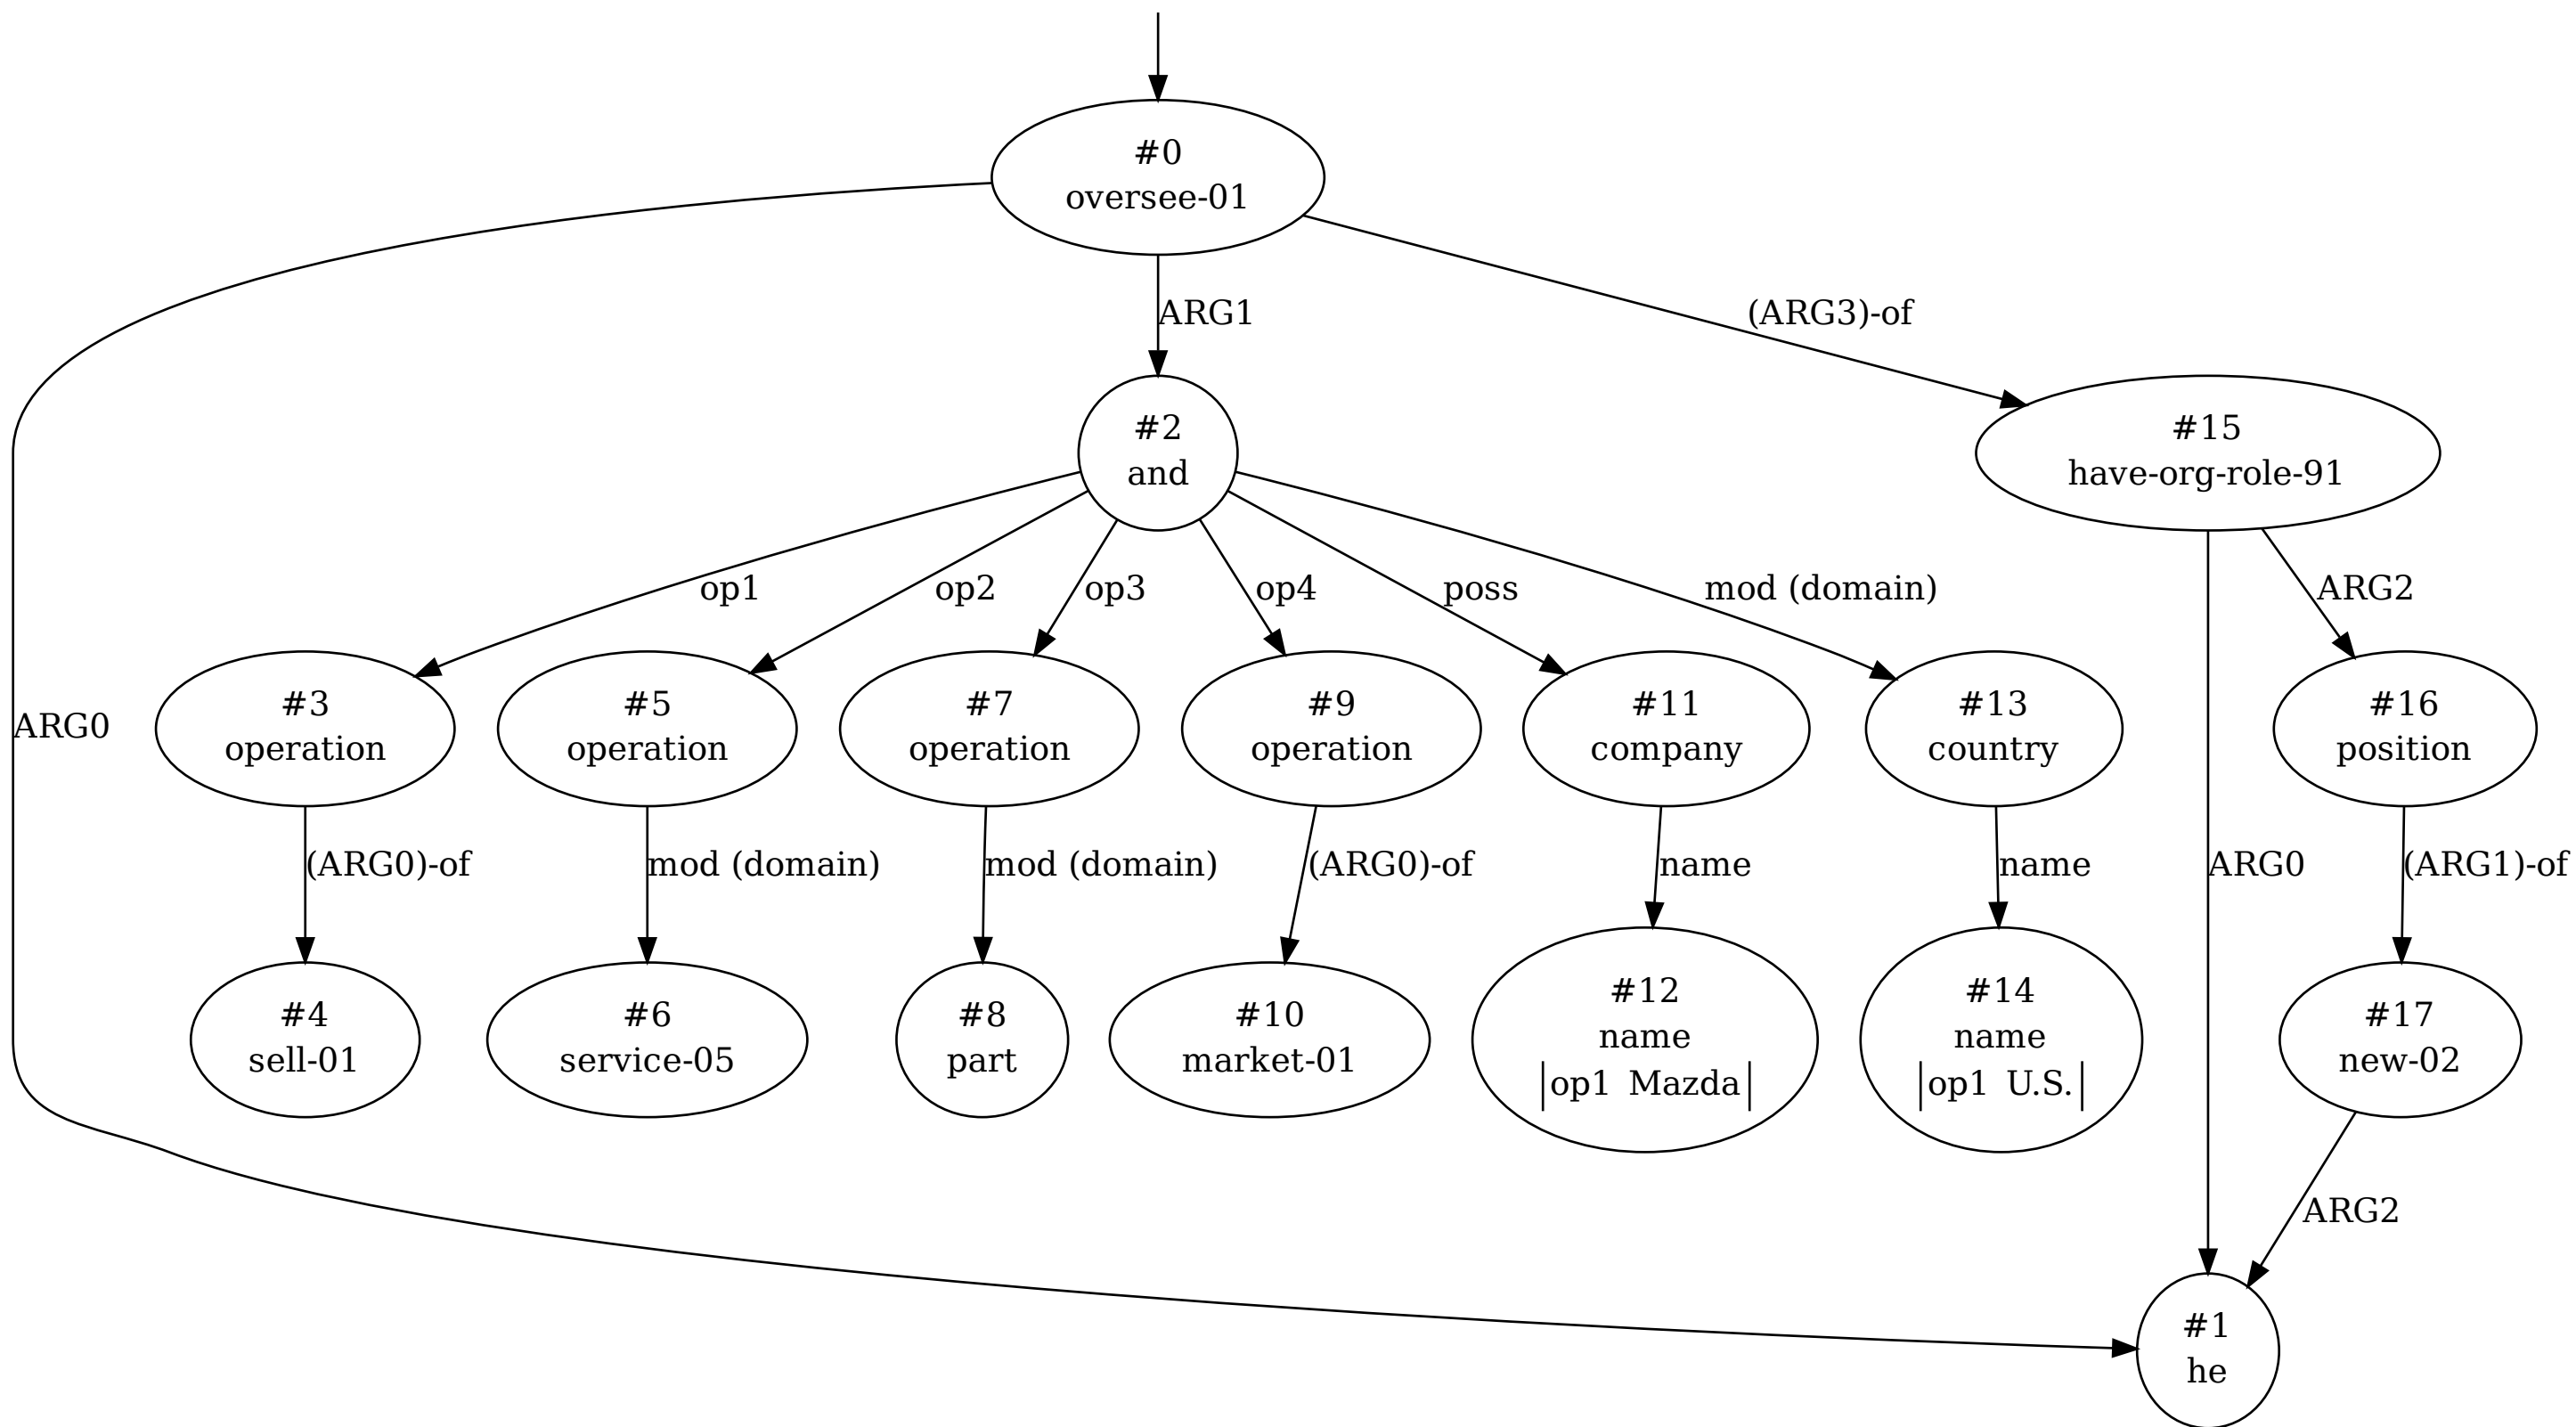 #0
oversee-01
ARG1
(ARG3)-of
#2
and
#15
have-org-role-91
op1
op2
op3
op4
poss
mod (domain)
ARG2
ARG0
#3
operation
#5
operation
#7
operation
#9
operation
#11
company
#13
country
#16
position
(ARG0)-of
mod (domain)
mod (domain)
(ARG0)-of
name
name
ARG0
(ARG1)-of
#4
sell-01
#6
service-05
#8
part
#10
market-01
#12
name
|op1 Mazda|
#14
name
|op1 U.S.|
#17
new-02
ARG2
#1
he